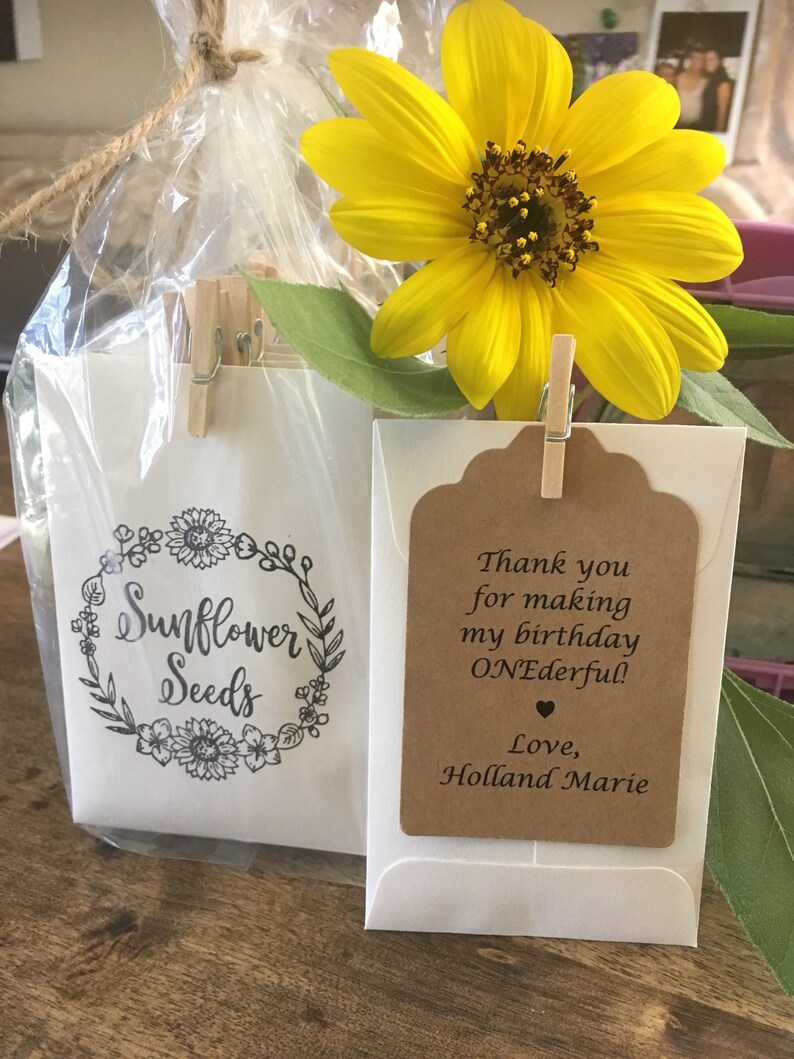 Sunflower
Seeds
Thank you
for making
my birthday
ONEderful!
♥
Love,
Holland Marie